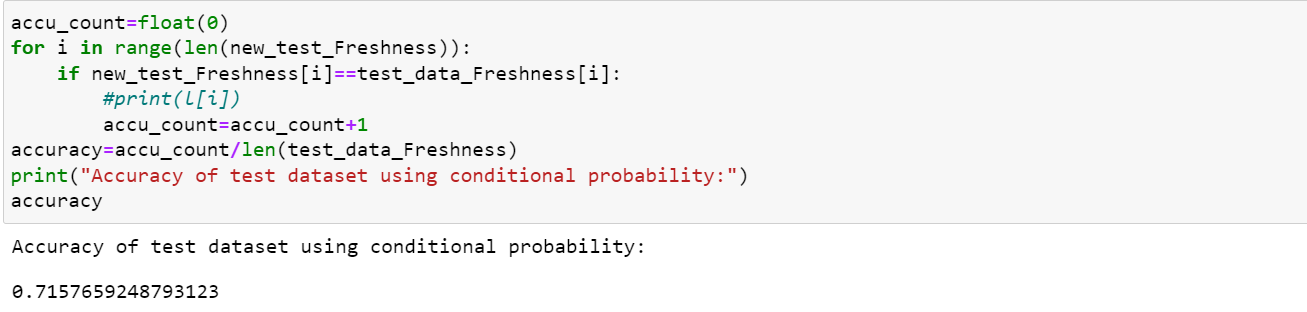 accu_count=float(0)
for i in range(len(new_test_Freshness)):
    if new_test_Freshness[i]==test_data_Freshness[i]:
        #print(l[i])
        accu_count=accu_count+1
accuracy=accu_count/len(test_data_Freshness)
print("Accuracy of test dataset using conditional probability:")
accuracy
Accuracy of test dataset using conditional probability:
0.7157659248793123